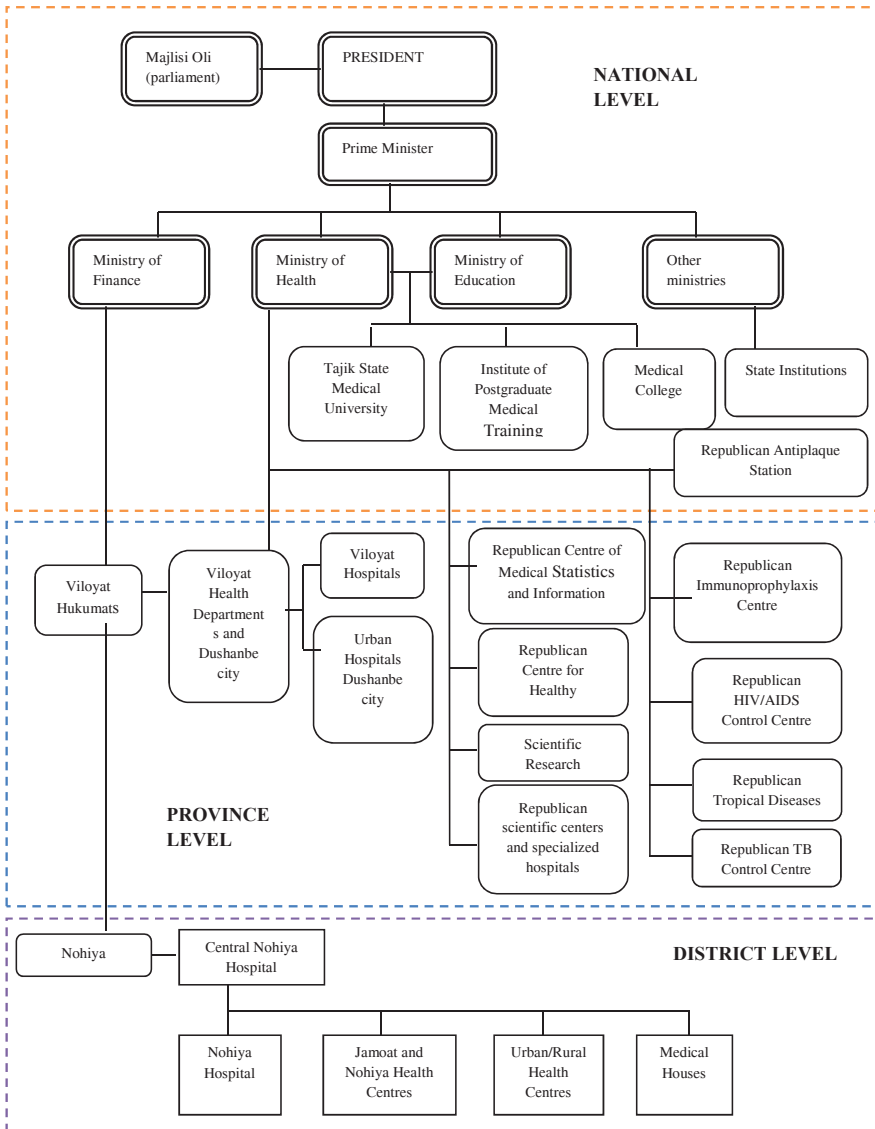 Majlisi Oli
(parliament)
PRESIDENT
NATIONAL
LEVEL
Prime Minister
Ministry of
Finance
Ministry of
Health
Ministry of
Education
Other
ministries
Tajik State
Medical
University
Institute of
Postgraduate
Medical
Training
Medical
College
State Institutions
Republican Antiplaque
Station
Viloyat
Hukumats
Viloyat
Health
Department
s and
Dushanbe
city
Viloyat
Hospitals
Urban
Hospitals
Dushanbe
city
Republican Centre of
Medical Statistics
and Information
Republican
Immunoprophylaxis
Centre
Republican
Centre for
Healthy
Republican
HIV/AIDS
Control Centre
Scientific
Research
Republican
Tropical Diseases
Republican
scientific centers
and specialized
hospitals
Republican TB
Control Centre
PROVINCE
LEVEL
Nohiya
Central Nohiya
Hospital
DISTRICT LEVEL
Nohiya
Hospital
Jamoat and
Nohiya Health
Centres
Urban/Rural
Health
Centres
Medical
Houses